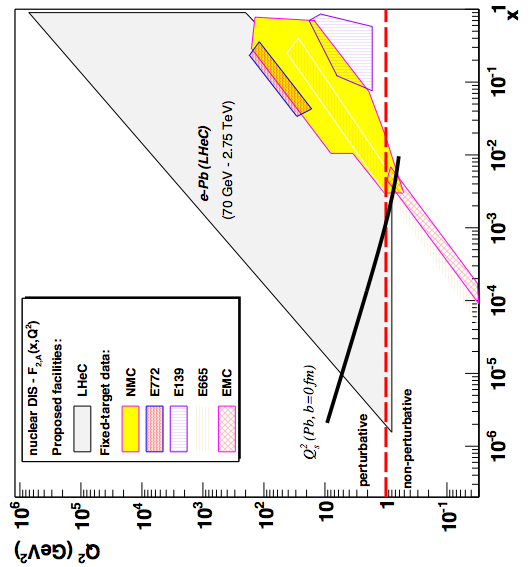 nuclear DIS - F2,A(x,Q²)
Proposed facilities:
LHeC
Fixed-target data:
NMC
E772
E139
E665
EMC
e-Pb (LHeC)
(70 GeV - 2.75 TeV)
Q²s (Pb, b=0 fm)
perturbative
non-perturbative
Q² (GeV²)
10⁶
10⁵
10⁴
10³
10²
10
1
10⁻¹
10⁻⁶
10⁻⁵
10⁻⁴
10⁻³
10⁻²
10⁻¹
1
x